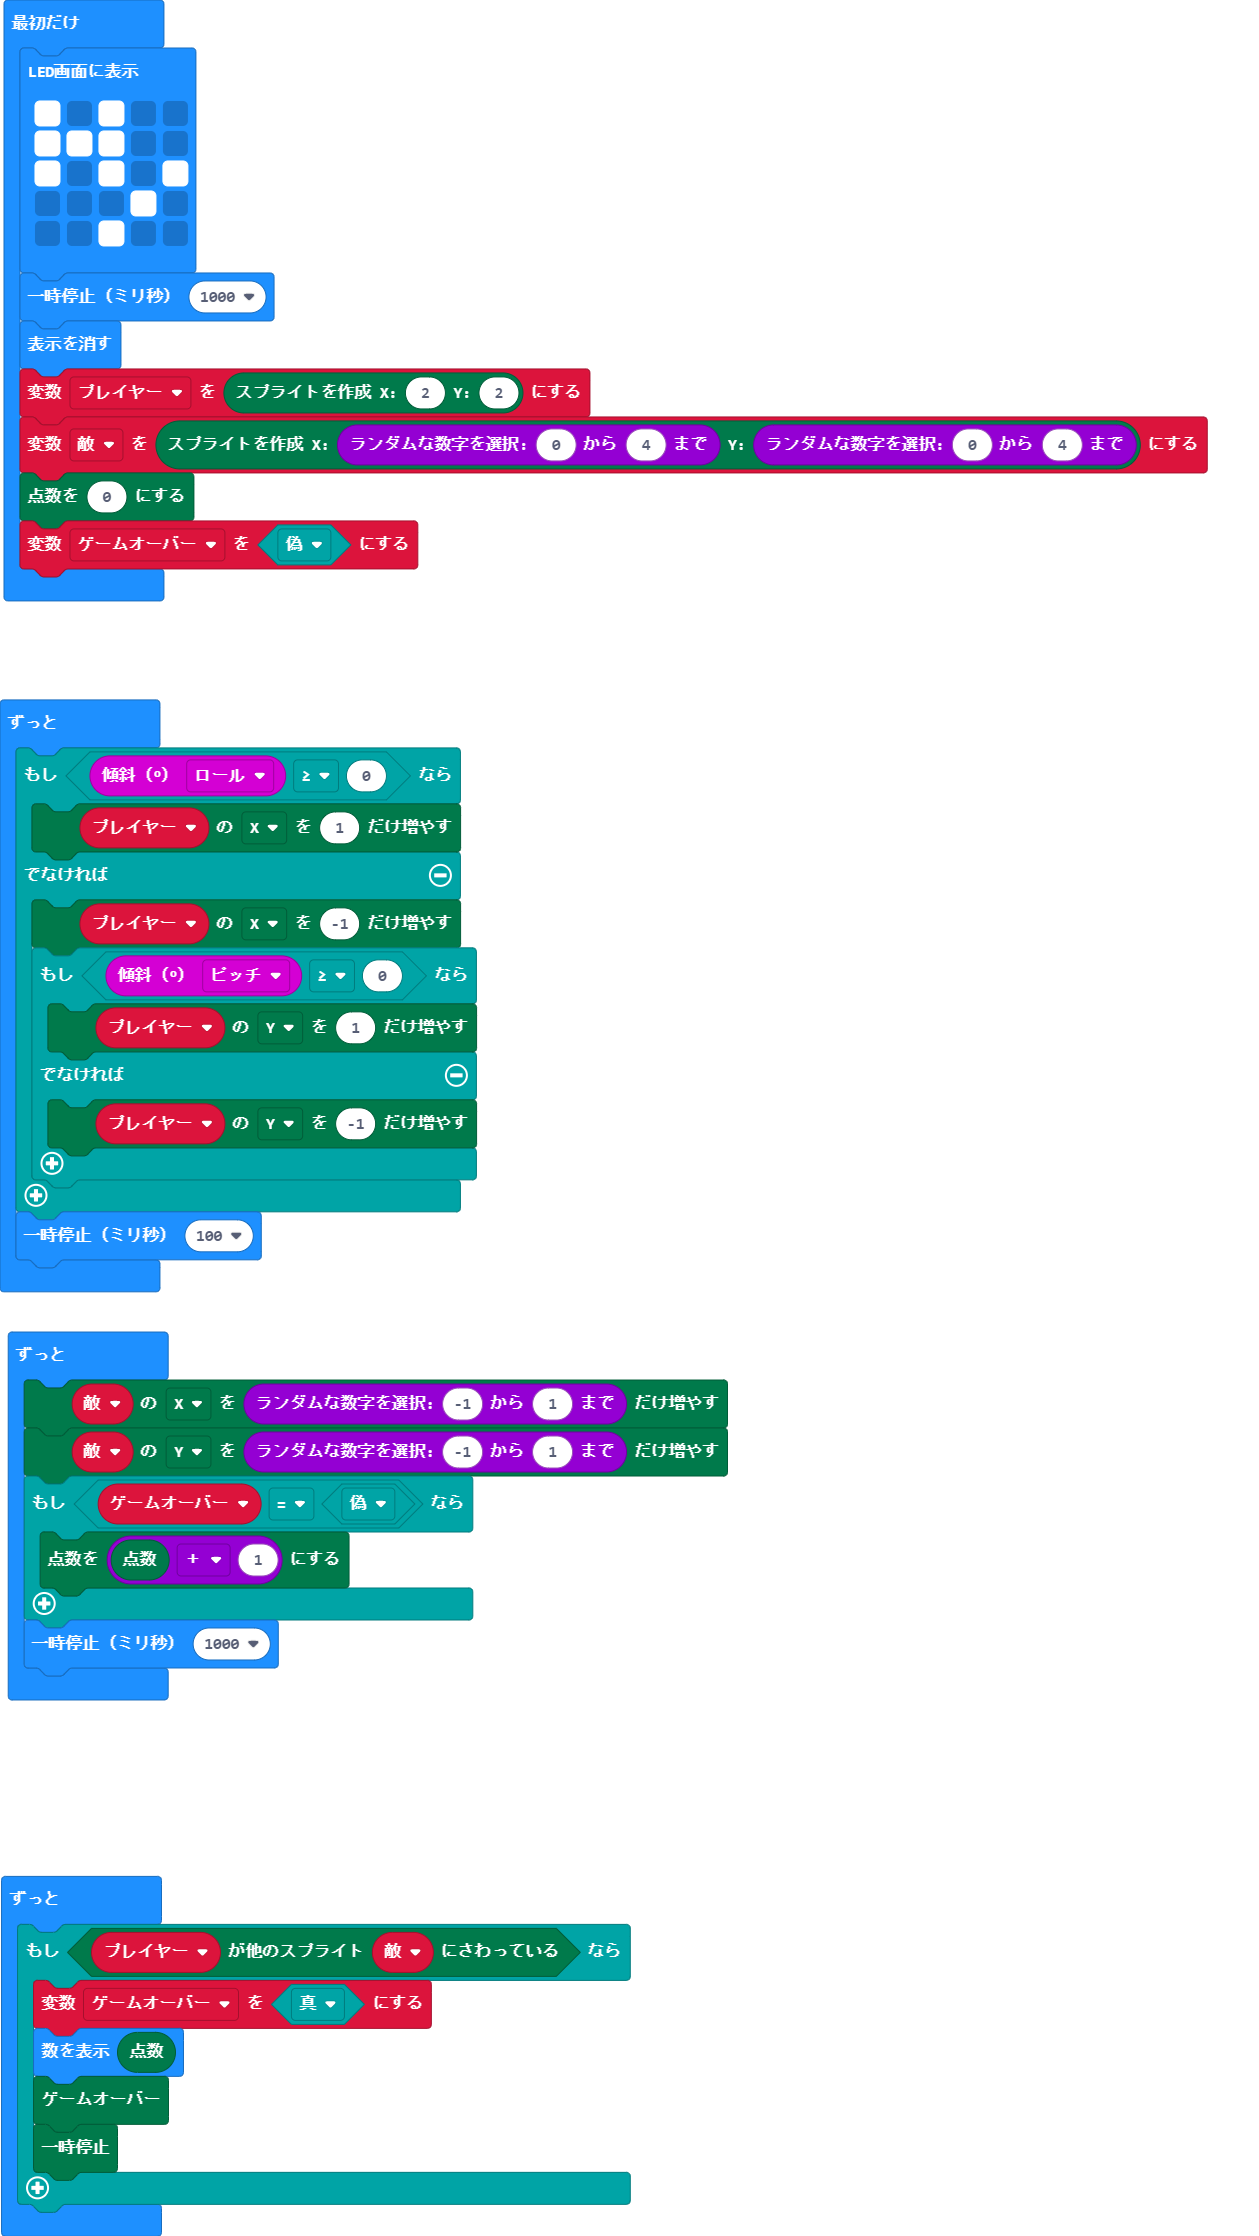 最初だけ
LED画面に表示
一時停止（ミリ秒） 1000
表示を消す
変数 プレイヤー を スプライトを作成 X: 2 Y: 2 にする
変数 敵 を スプライトを作成 X: ランダムな数字を選択: 0 から 4 まで Y: ランダムな数字を選択: 0 から 4 まで にする
点数を 0 にする
変数 ゲームオーバー を 偽 にする
ずっと
もし 傾斜（º） ロール ≥ 0 なら
プレイヤー の X を 1 だけ増やす
でなければ
プレイヤー の X を -1 だけ増やす
もし 傾斜（º） ピッチ ≥ 0 なら
プレイヤー の Y を 1 だけ増やす
でなければ
プレイヤー の Y を -1 だけ増やす
一時停止（ミリ秒） 100
ずっと
敵 の X を ランダムな数字を選択: -1 から 1 まで だけ増やす
敵 の Y を ランダムな数字を選択: -1 から 1 まで だけ増やす
もし ゲームオーバー = 偽 なら
点数を 点数 + 1 にする
一時停止（ミリ秒） 1000
ずっと
もし プレイヤー が他のスプライト 敵 にさわっている なら
変数 ゲームオーバー を 真 にする
数を表示 点数
ゲームオーバー
一時停止